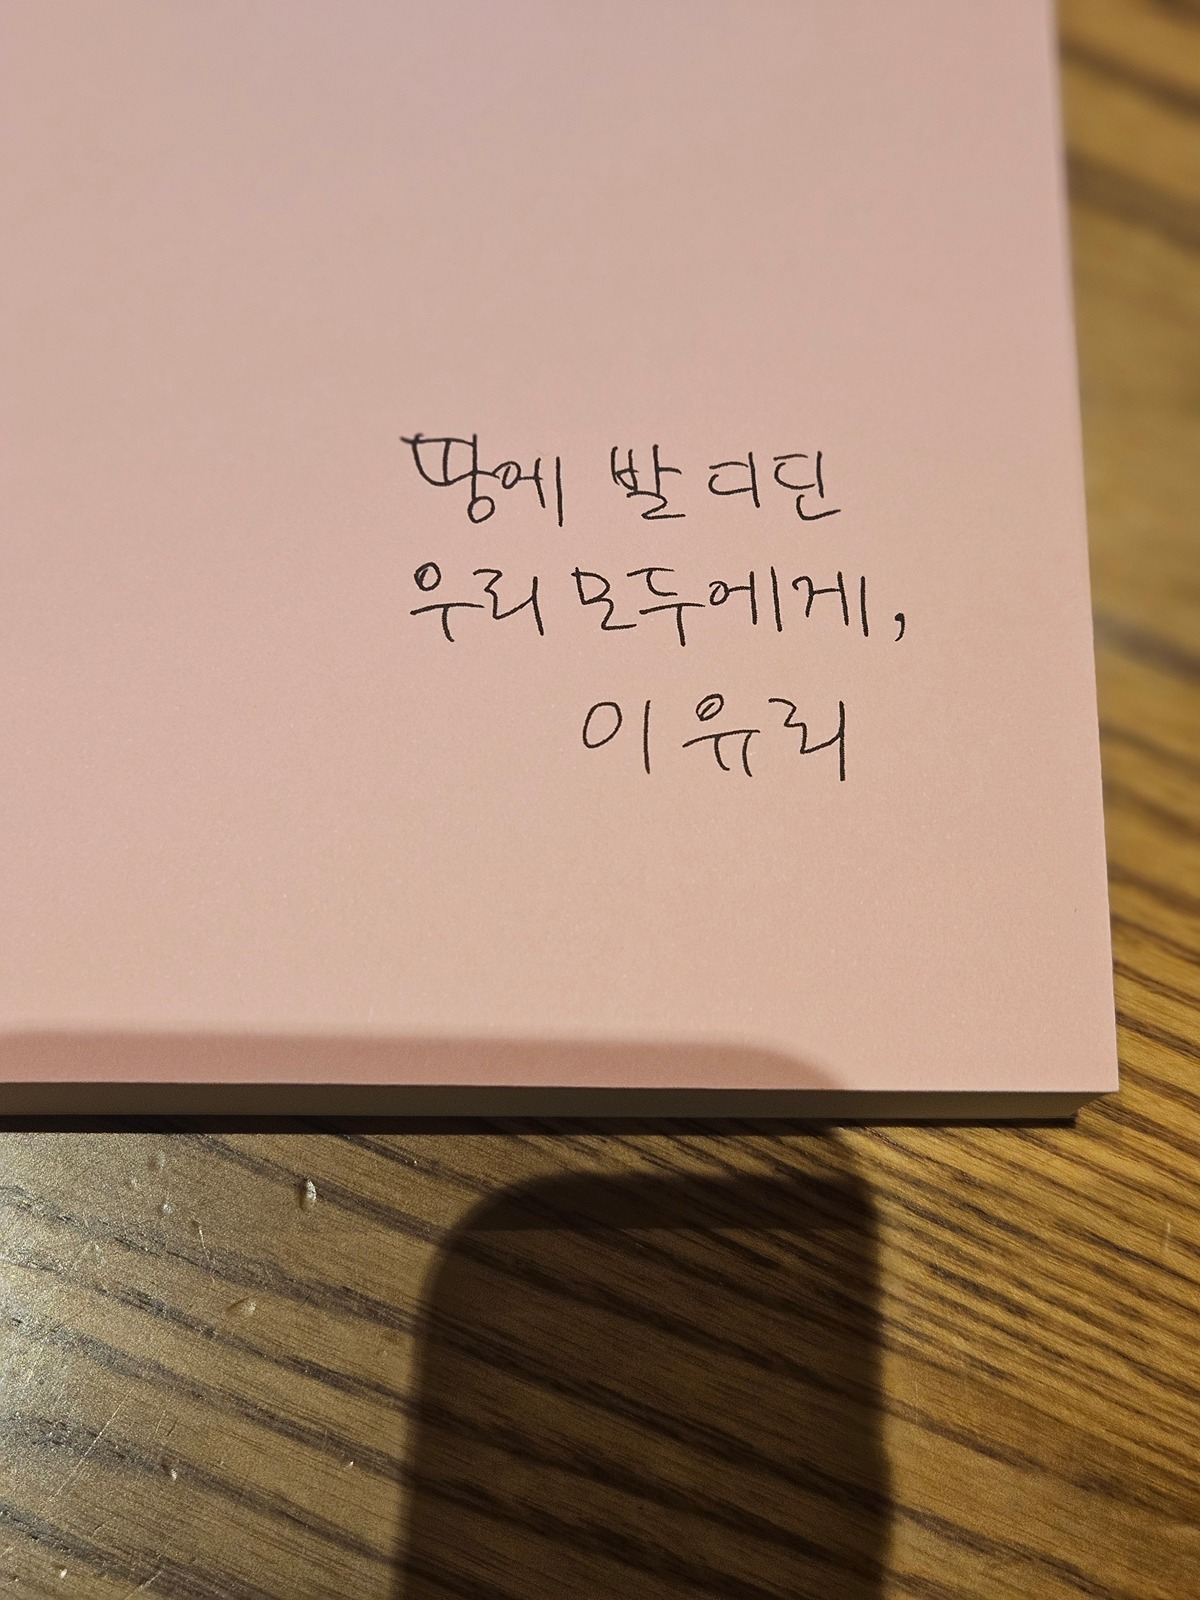 땅에 발 디딘
우리 모두에게,
이유리